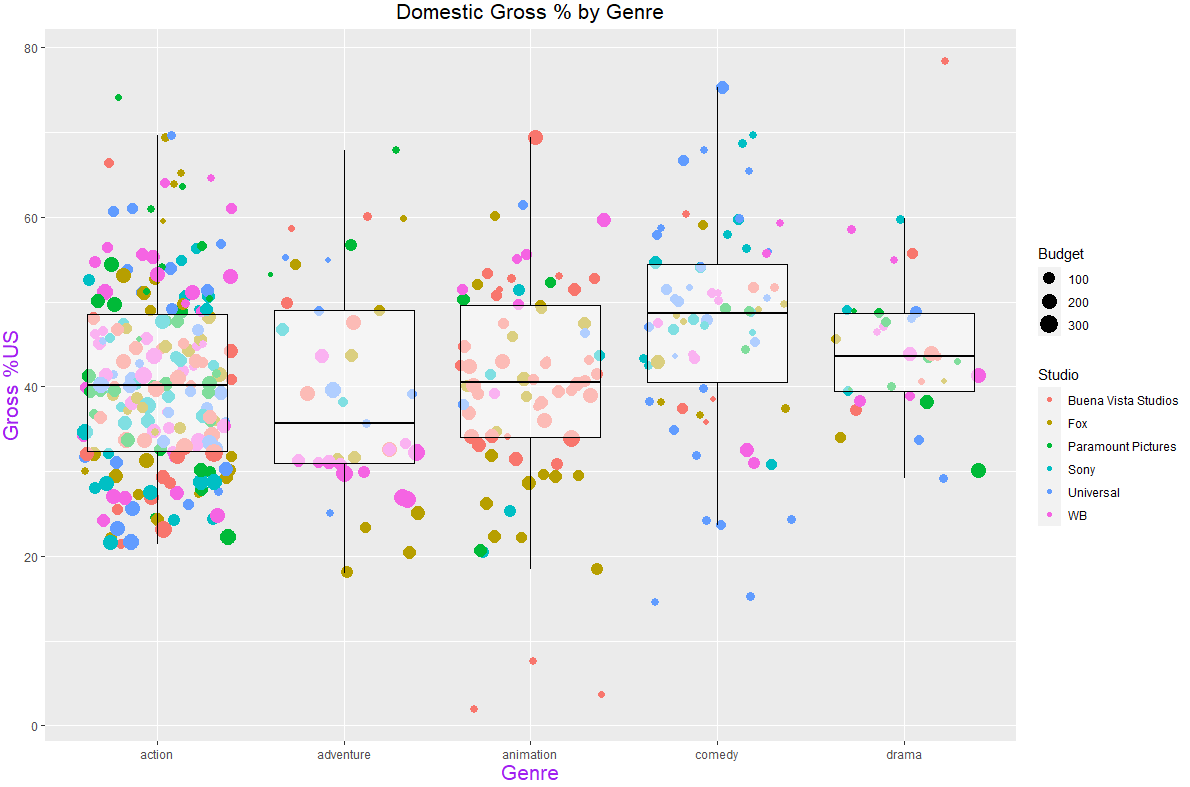 Domestic Gross % by Genre
80
60
40
20
0
Gross %US
action
adventure
animation
comedy
drama
Genre
Budget
100
200
300
Studio
Buena Vista Studios
Fox
Paramount Pictures
Sony
Universal
WB